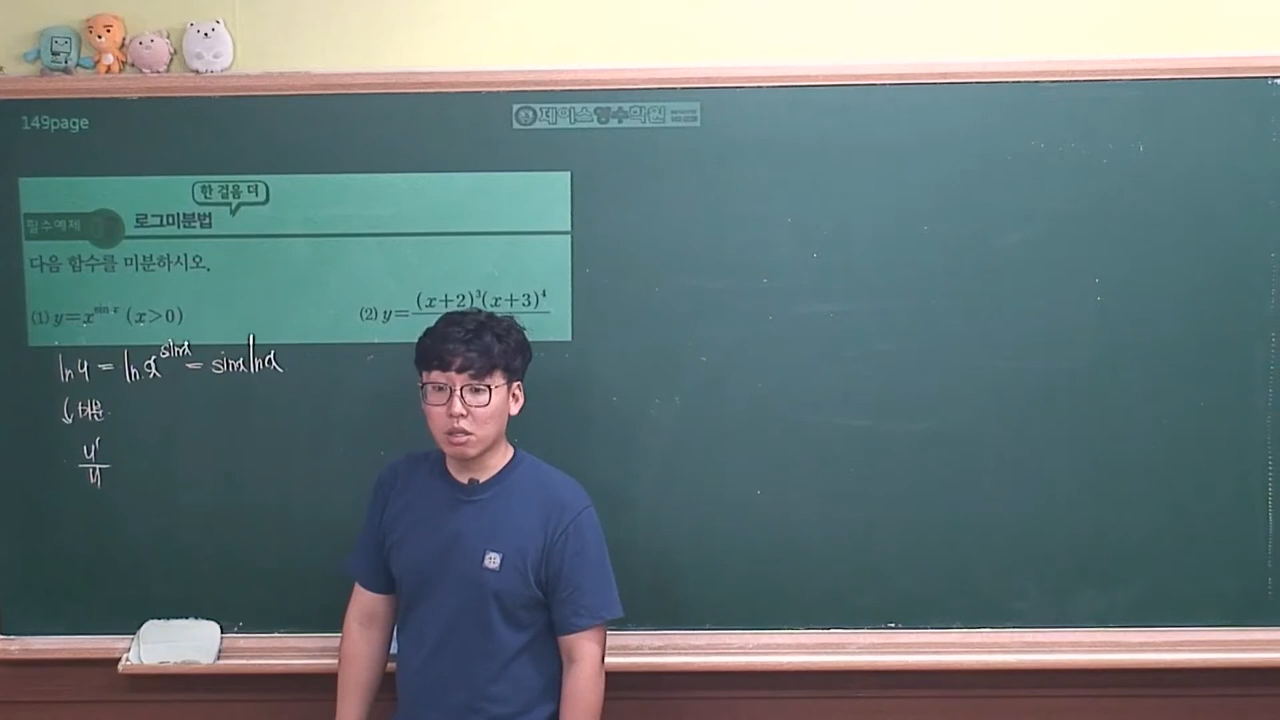 149page
제이스영수학원
한 걸음 더
필수예제
로그미분법
다음 함수를 미분하시오.
(1) y=x^{sin x} (x>0)
(2) y=\frac{(x+2)^3(x+3)^4}{}
ln y = ln x^{sinx} = sinx ln x
미분
\frac{y'}{y}